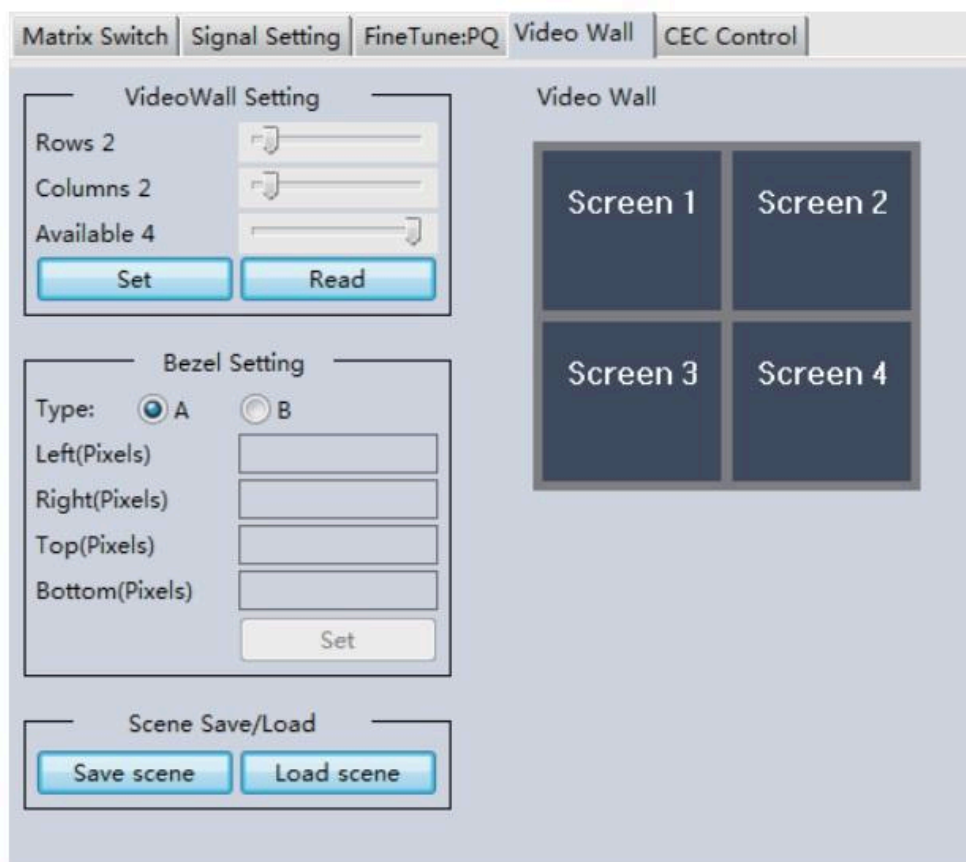 Matrix Switch Signal Setting FineTune:PQ Video Wall CEC Control
VideoWall Setting
Rows 2
Columns 2
Available 4
Set Read
Bezel Setting
Type: A B
Left(Pixels)
Right(Pixels)
Top(Pixels)
Bottom(Pixels)
Set
Scene Save/Load
Save scene Load scene
Video Wall
Screen 1 Screen 2
Screen 3 Screen 4